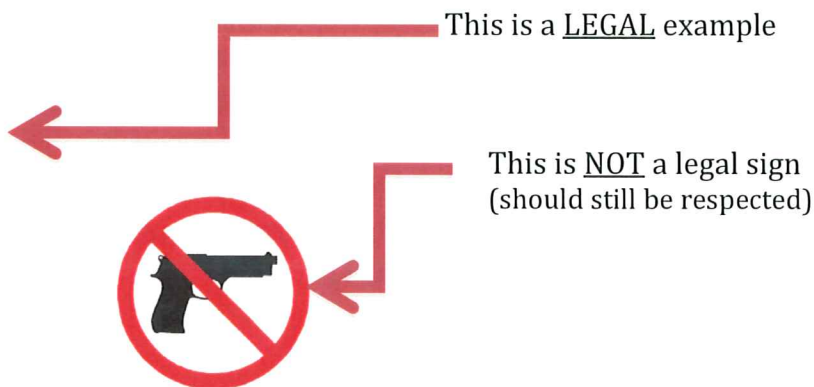 This is a LEGAL example
This is NOT a legal sign
(should still be respected)